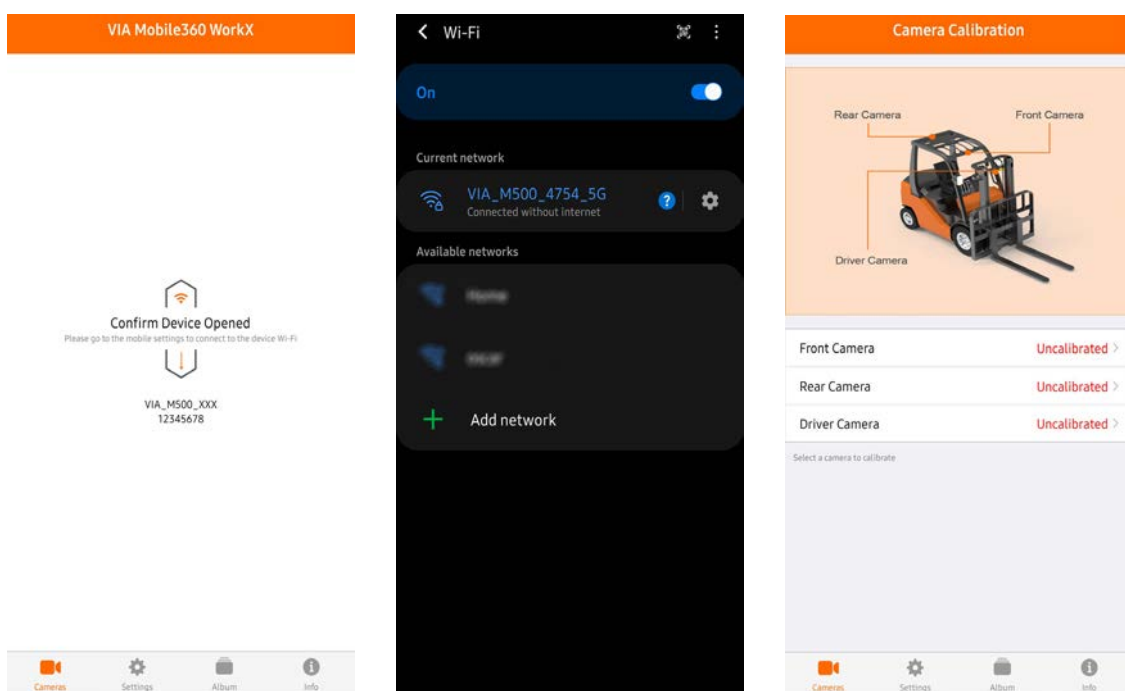 VIA Mobile360 WorkX
Confirm Device Opened
Please go to the mobile settings to connect to the device Wi-Fi
VIA_M500_XXX
12345678
Cameras
Settings
Album
Info
Wi-Fi
On
Current network
VIA_M500_4754_5G
Connected without internet
Available networks
Home
Add network
Camera Calibration
Rear Camera
Front Camera
Driver Camera
Front Camera
Uncalibrated
Rear Camera
Uncalibrated
Driver Camera
Uncalibrated
Select a camera to calibrate
Cameras
Settings
Album
Info